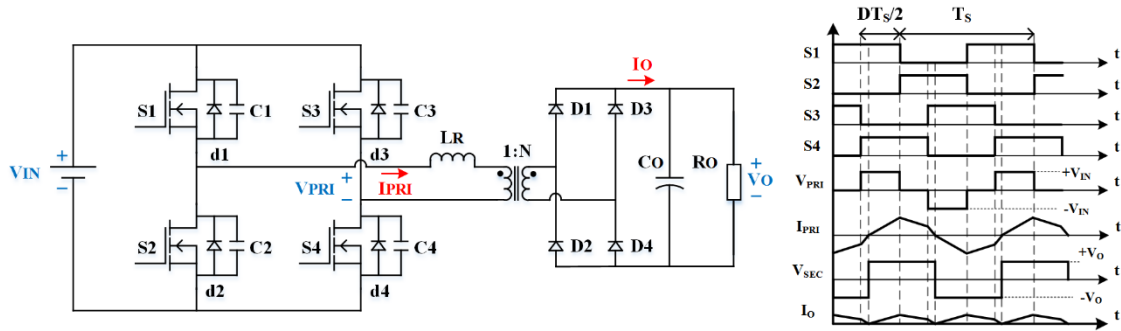 DTS/2 TS
S1 t
S2 t
S3 t
S4 t
VPRI +VIN t
-VIN
IPRI t
+VO
VSEC t
-VO
IO t
IO
S1 C1 S3 C3 D1 D3
d1 d3 LR 1:N
VIN + - VPRI + - IPRI CO RO + VO -
S2 C2 S4 C4 D2 D4
d2 d4